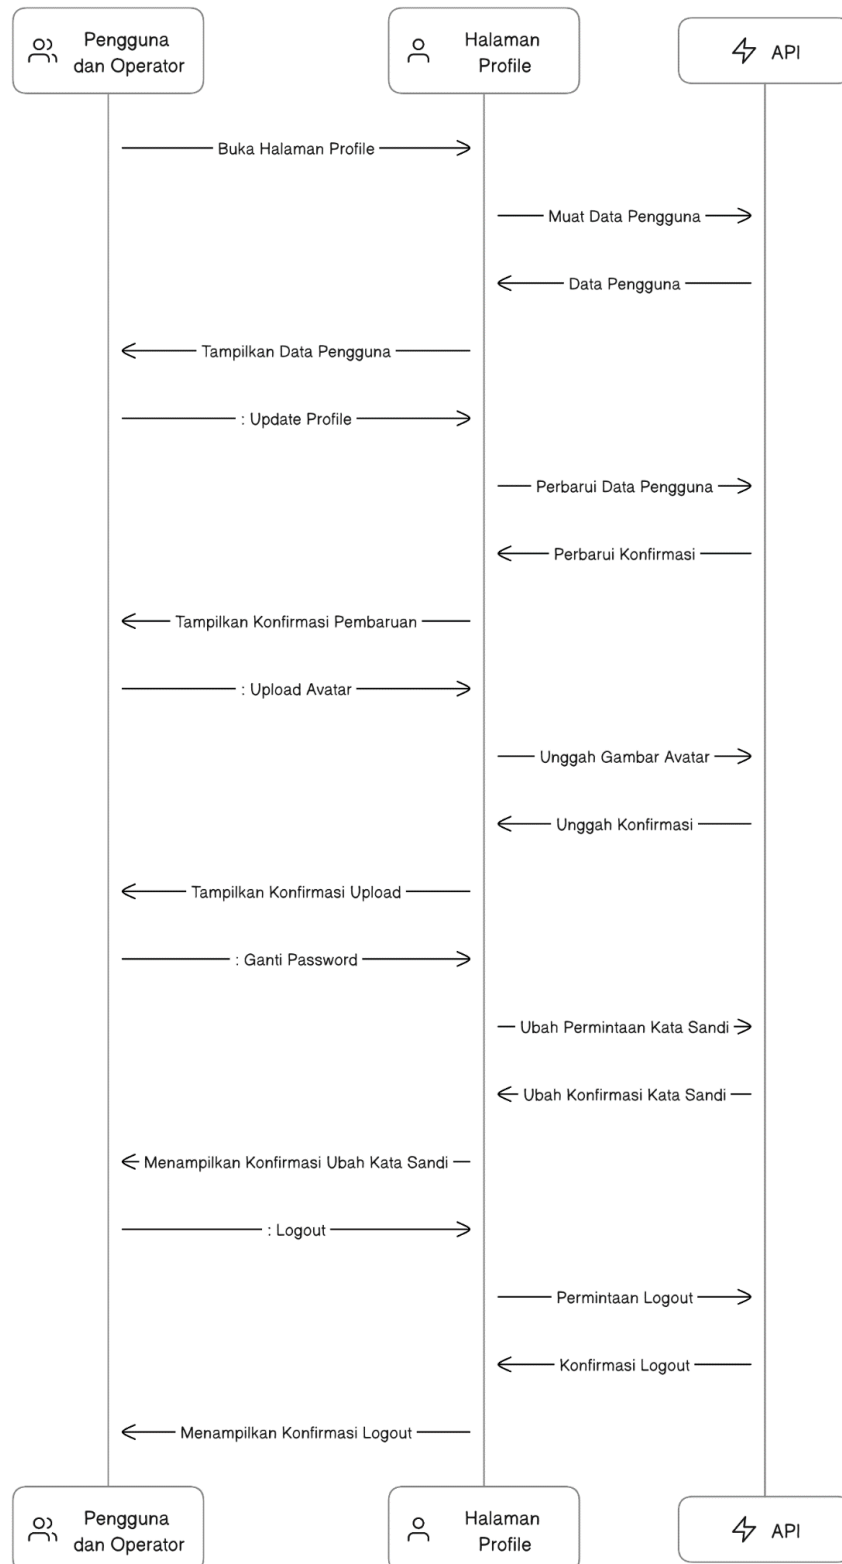 Pengguna
dan Operator
Halaman
Profile
API
Buka Halaman Profile
Muat Data Pengguna
Data Pengguna
Tampilkan Data Pengguna
: Update Profile
Perbarui Data Pengguna
Perbarui Konfirmasi
Tampilkan Konfirmasi Pembaruan
: Upload Avatar
Unggah Gambar Avatar
Unggah Konfirmasi
Tampilkan Konfirmasi Upload
: Ganti Password
Ubah Permintaan Kata Sandi
Ubah Konfirmasi Kata Sandi
Menampilkan Konfirmasi Ubah Kata Sandi
: Logout
Permintaan Logout
Konfirmasi Logout
Menampilkan Konfirmasi Logout
Pengguna
dan Operator
Halaman
Profile
API